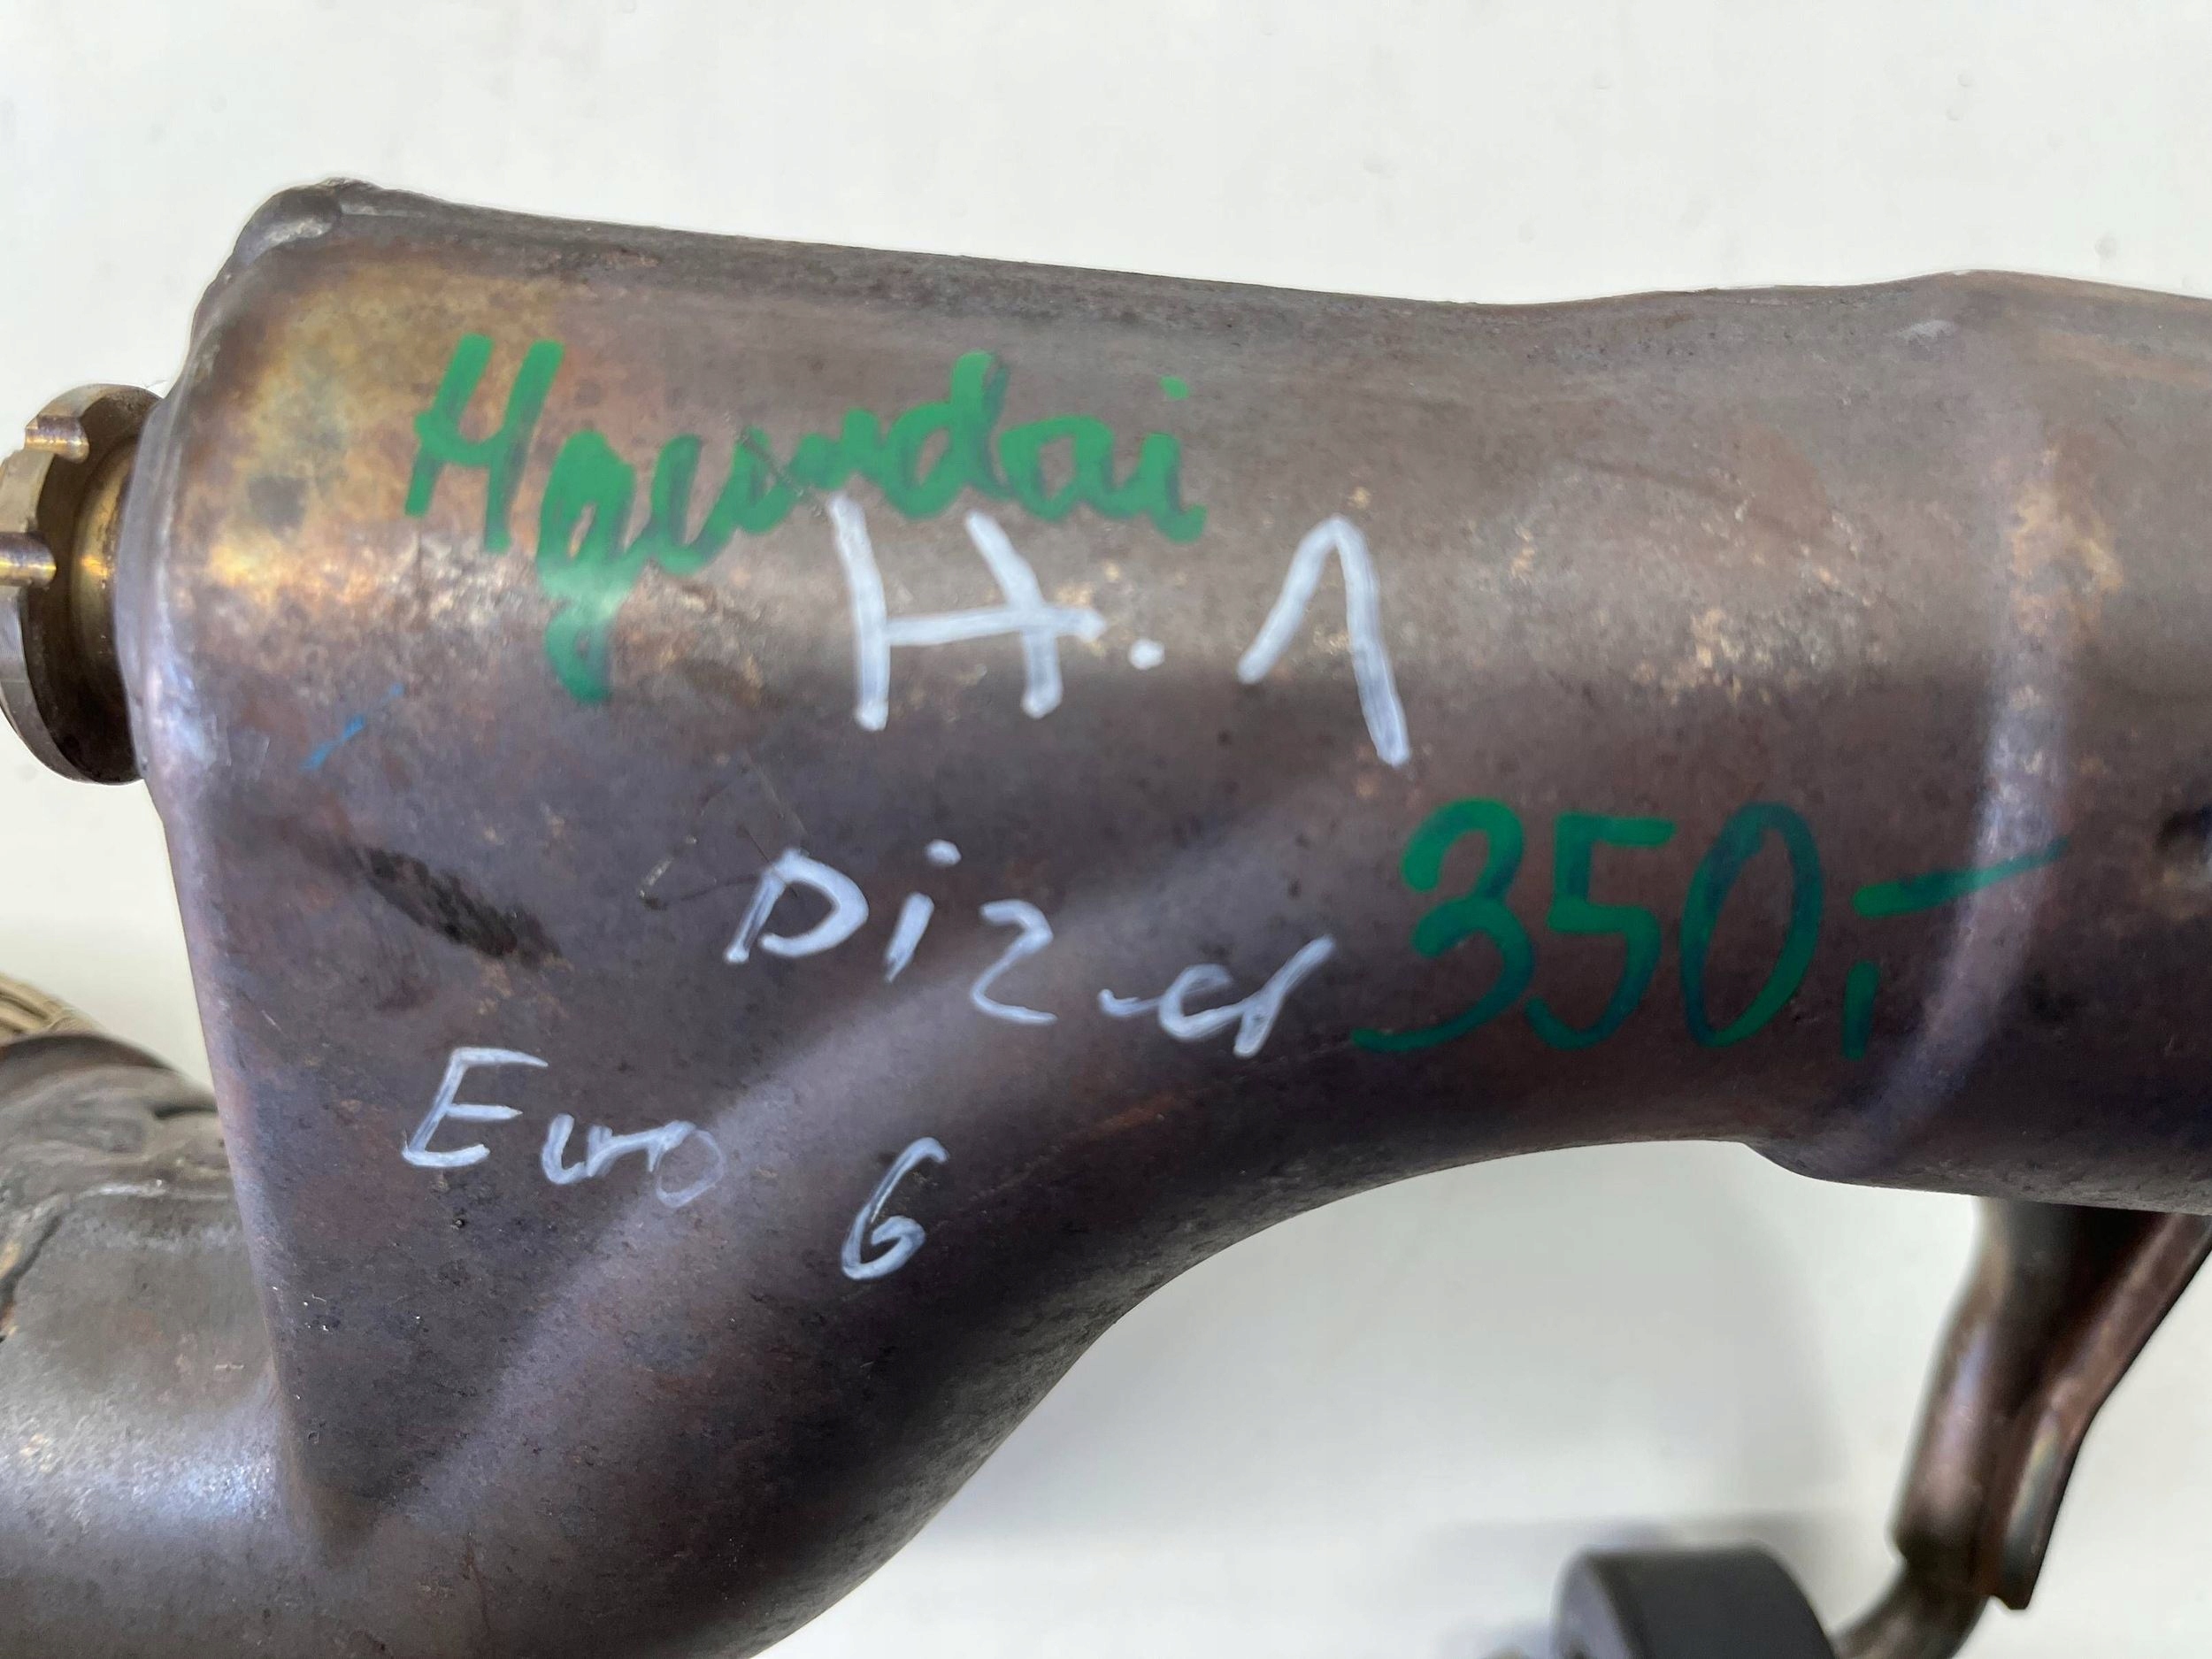 Hyundai
H.1
Dizel
350,-
Euro 6